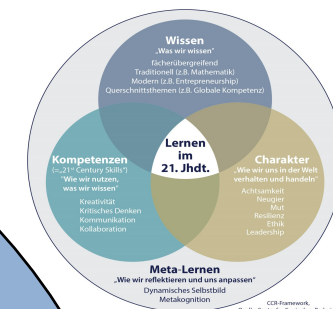 Wissen
„Was wir wissen"
fächerübergreifend
Traditionell (z.B. Mathematik)
Modern (z.B. Entrepreneurship)
Querschnittsthemen (z.B. Globale Kompetenz)
Lernen
im
21. Jhdt.
Kompetenzen
(=„21st Century Skills")
"Wie wir nutzen,
was wir wissen"
Kreativität
Kritisches Denken
Kommunikation
Kollaboration
Charakter
„Wie wir uns in der Welt
verhalten und handeln"
Achtsamkeit
Neugier
Mut
Resilienz
Ethik
Leadership
Meta-Lernen
„Wie wir reflektieren und uns anpassen"
Dynamisches Selbstbild
Metakognition
CCR-Framework,